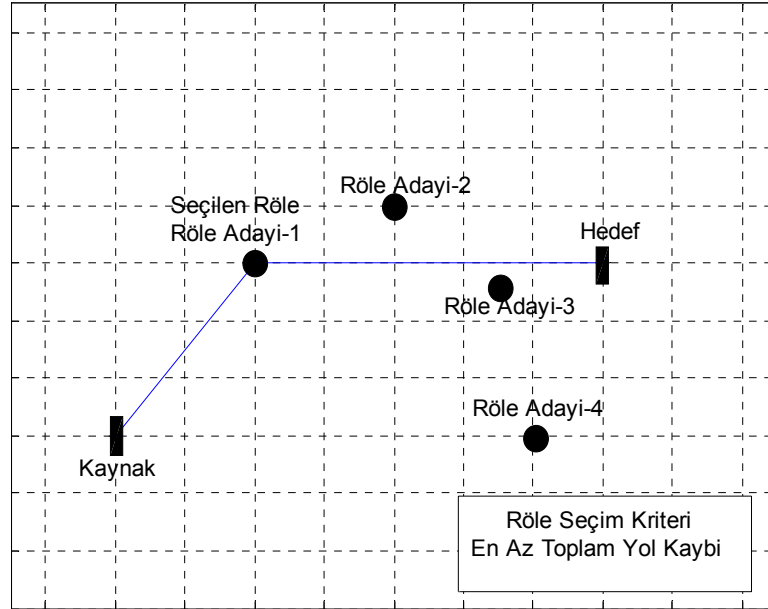 Röle Adayi-2
Seçilen Röle
Röle Adayi-1
Hedef
Röle Adayi-3
Röle Adayi-4
Kaynak
Röle Seçim Kriteri
En Az Toplam Yol Kaybi